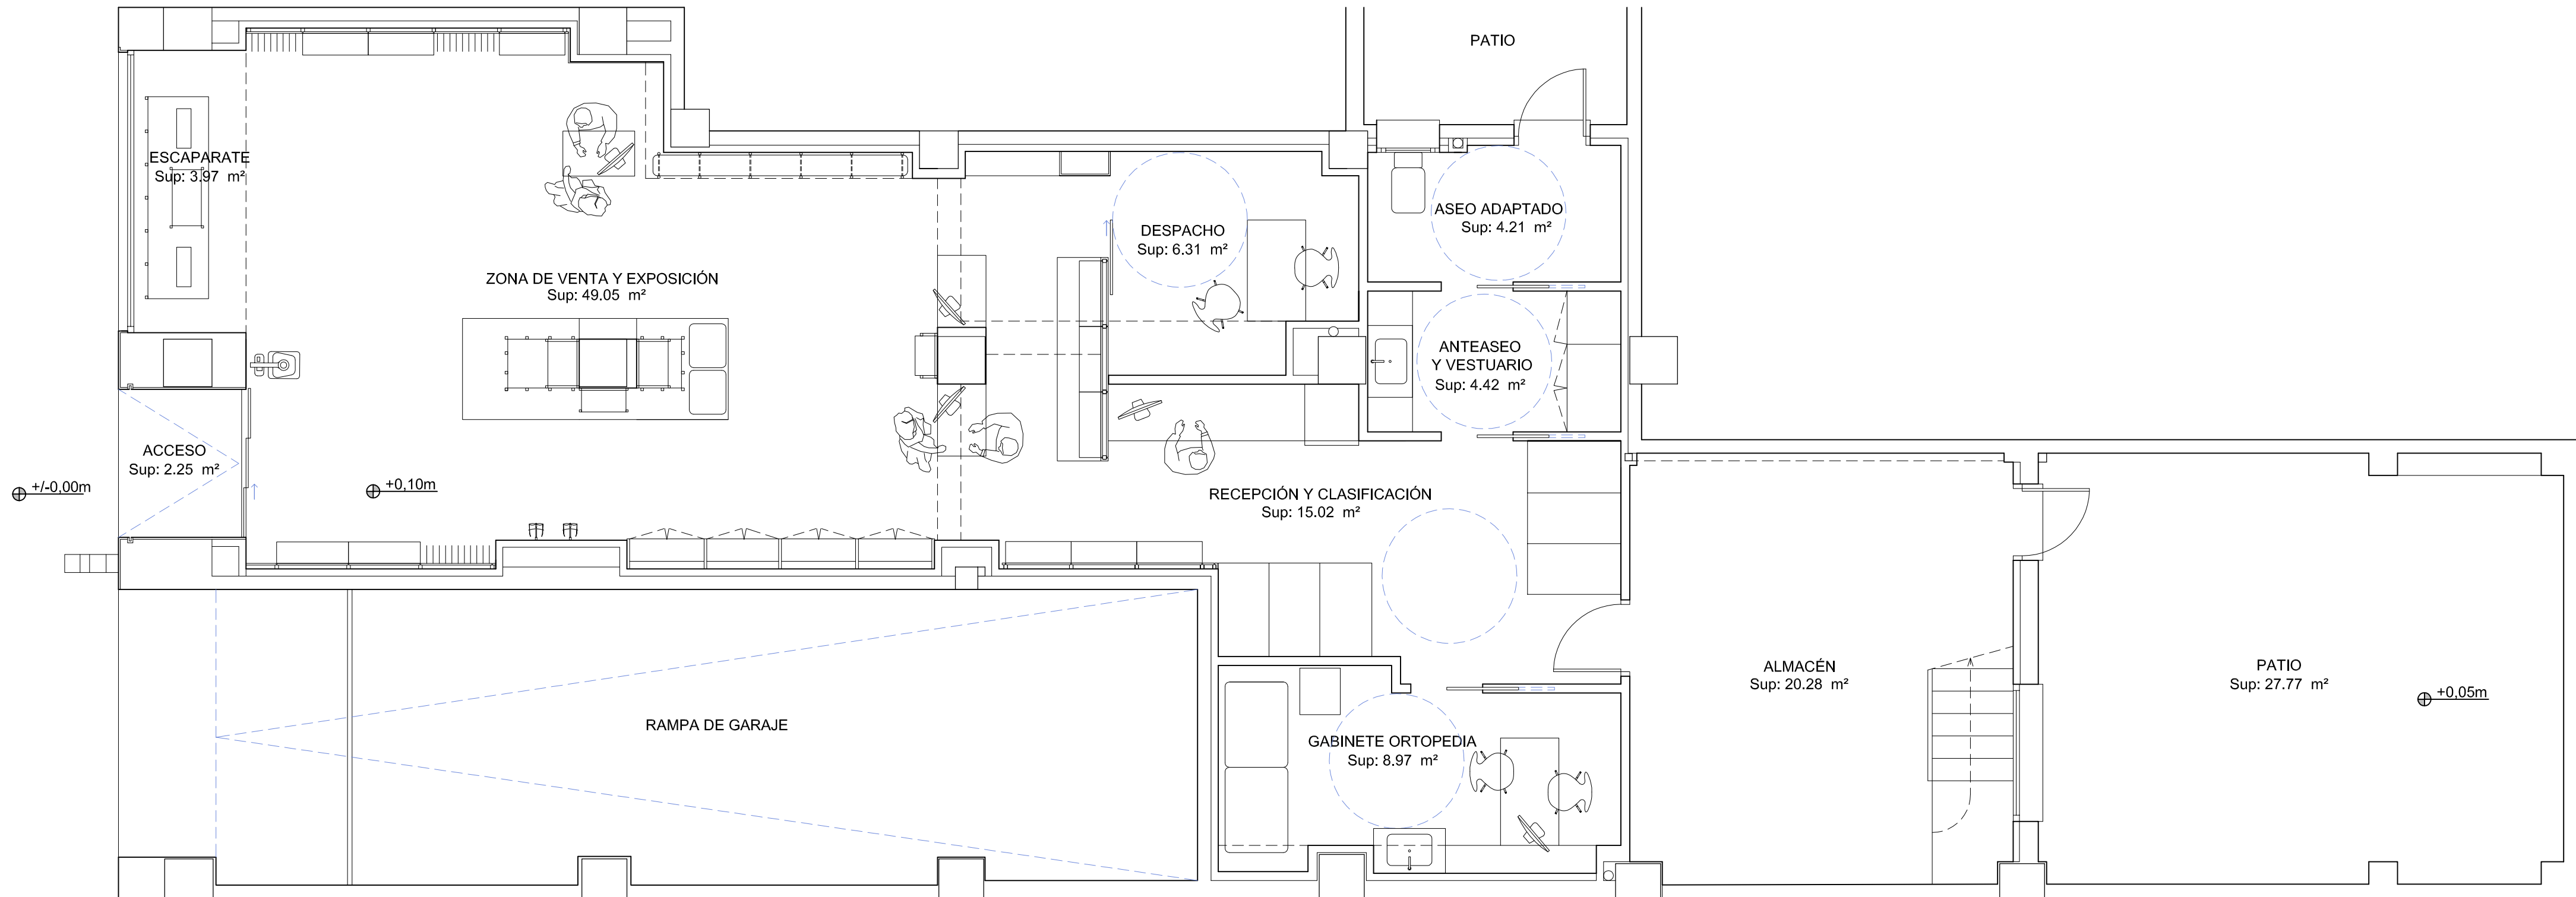 PATIO
ESCAPARATE
Sup: 3.97 m²
ASEO ADAPTADO
Sup: 4.21 m²
DESPACHO
Sup: 6.31 m²
ZONA DE VENTA Y EXPOSICIÓN
Sup: 49.05 m²
ANTEASEO
Y VESTUARIO
Sup: 4.42 m²
ACCESO
Sup: 2.25 m²
+/-0,00m
+0,10m
RECEPCIÓN Y CLASIFICACIÓN
Sup: 15.02 m²
ALMACÉN
Sup: 20.28 m²
PATIO
Sup: 27.77 m²
+0,05m
RAMPA DE GARAJE
GABINETE ORTOPEDIA
Sup: 8.97 m²